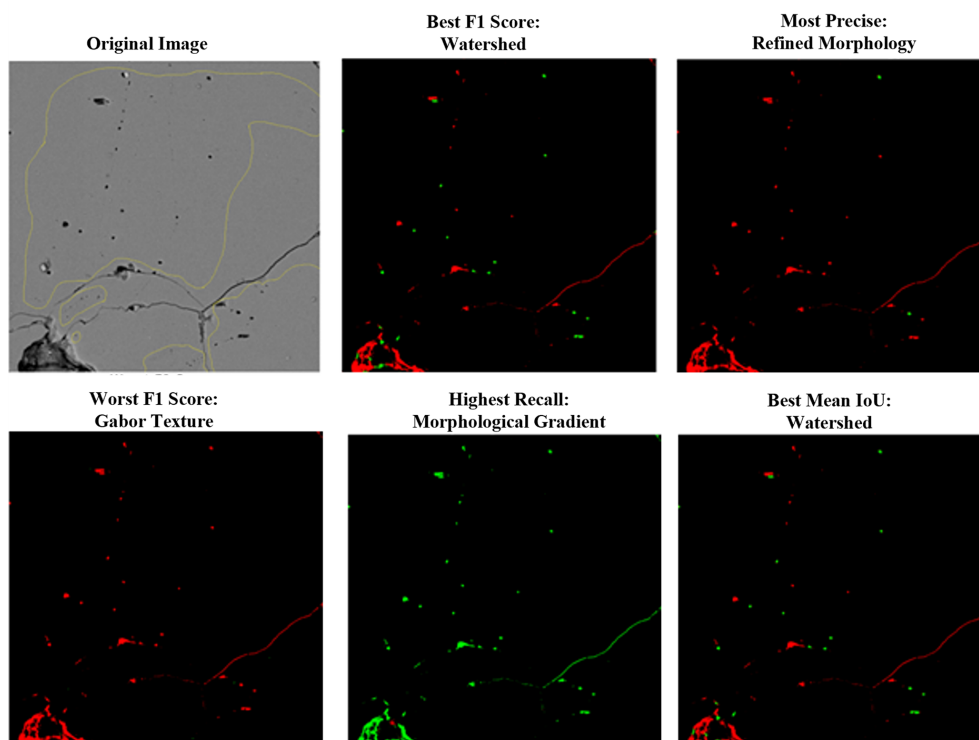 Original Image
Best F1 Score:
Watershed
Most Precise:
Refined Morphology
Worst F1 Score:
Gabor Texture
Highest Recall:
Morphological Gradient
Best Mean IoU:
Watershed